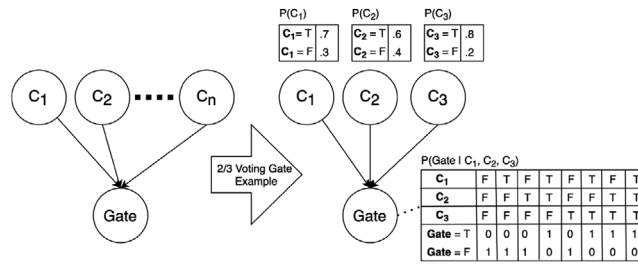 P(C1) P(C2) P(C3)
C1= T .7 C2= T .6 C3= T .8
C1 = F .3 C2 = F .4 C3 = F .2
C1 C2 Cn C1 C2 C3
2/3 Voting Gate
Example
P(Gate | C1, C2, C3)
C1 F T F T F T F T
C2 F F T T F F T T
C3 F F F F T T T T
Gate = T 0 0 0 1 0 1 1 1
Gate = F 1 1 1 0 1 0 0 0
Gate Gate